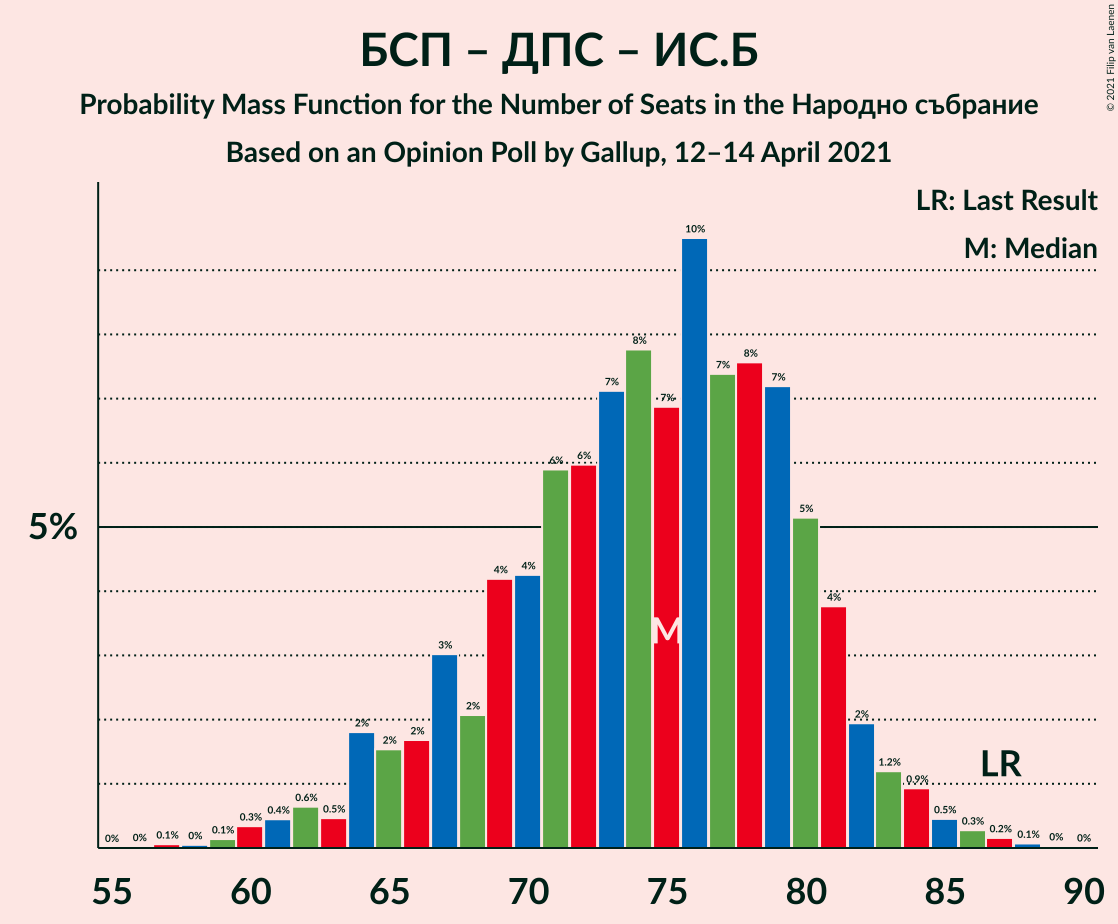 БСП – ДПС – ИС.Б
Probability Mass Function for the Number of Seats in the Народно събрание
Based on an Opinion Poll by Gallup, 12–14 April 2021
© 2021 Filip van Laenen
LR: Last Result
M: Median
5%
0% 0% 0.1% 0% 0.1% 0.3% 0.4% 0.6% 0.5% 2% 2% 2% 3% 2% 4% 4% 6% 6% 7% 8% 7% 10% 7% 8% 7% 5% 4% 2% 1.2% 0.9% 0.5% 0.3% 0.2% 0.1% 0% 0%
M
LR
55 60 65 70 75 80 85 90